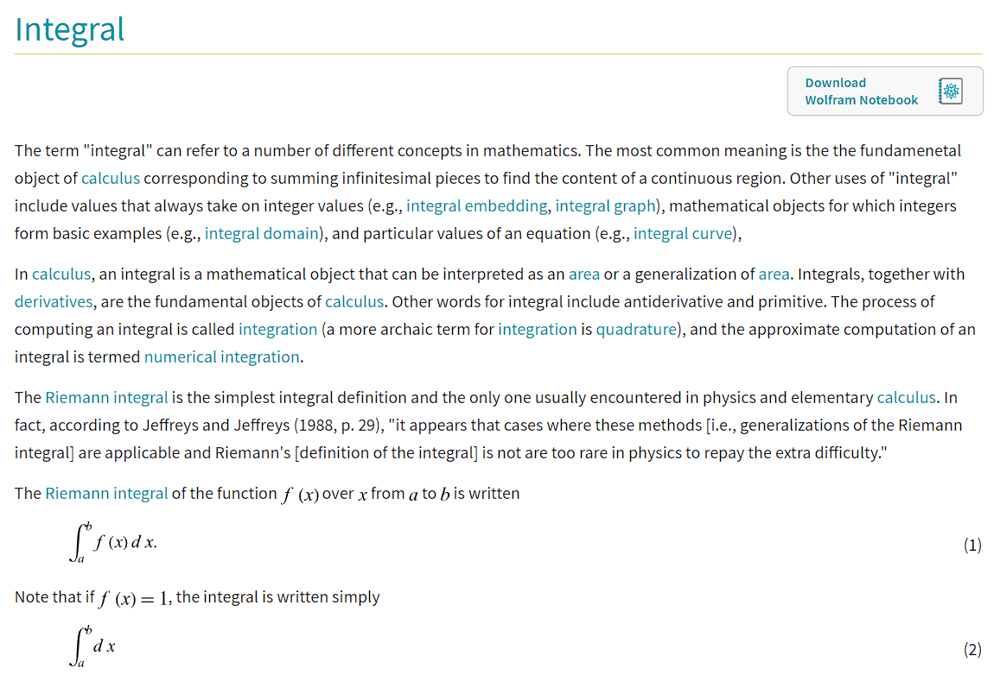 Integral
Download
Wolfram Notebook
The term "integral" can refer to a number of different concepts in mathematics. The most common meaning is the the fundamenetal
object of calculus corresponding to summing infinitesimal pieces to find the content of a continuous region. Other uses of "integral"
include values that always take on integer values (e.g., integral embedding, integral graph), mathematical objects for which integers
form basic examples (e.g., integral domain), and particular values of an equation (e.g., integral curve),
In calculus, an integral is a mathematical object that can be interpreted as an area or a generalization of area. Integrals, together with
derivatives, are the fundamental objects of calculus. Other words for integral include antiderivative and primitive. The process of
computing an integral is called integration (a more archaic term for integration is quadrature), and the approximate computation of an
integral is termed numerical integration.
The Riemann integral is the simplest integral definition and the only one usually encountered in physics and elementary calculus. In
fact, according to Jeffreys and Jeffreys (1988, p. 29), "it appears that cases where these methods [i.e., generalizations of the Riemann
integral] are applicable and Riemann's [definition of the integral] is not are too rare in physics to repay the extra difficulty."
The Riemann integral of the function f (x) over x from a to b is written
∫_a^b f (x) d x. (1)
Note that if f (x) = 1, the integral is written simply
∫_a^b d x (2)